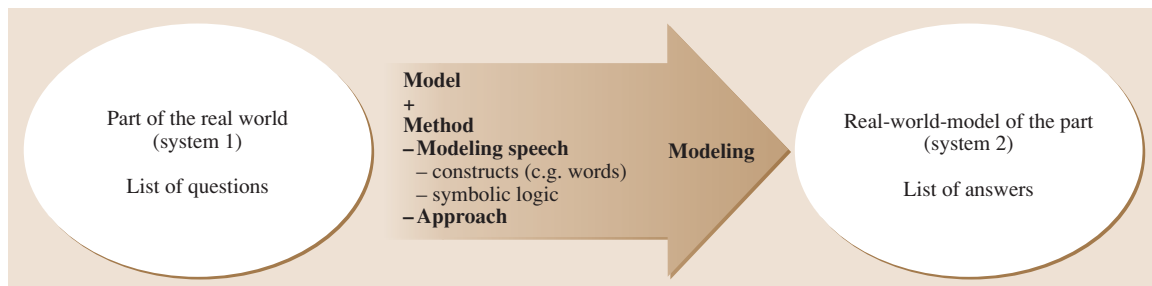 Part of the real world
(system 1)
List of questions
Model
+
Method
–Modeling speech
– constructs (c.g. words)
– symbolic logic
–Approach
Modeling
Real-world-model of the part
(system 2)
List of answers